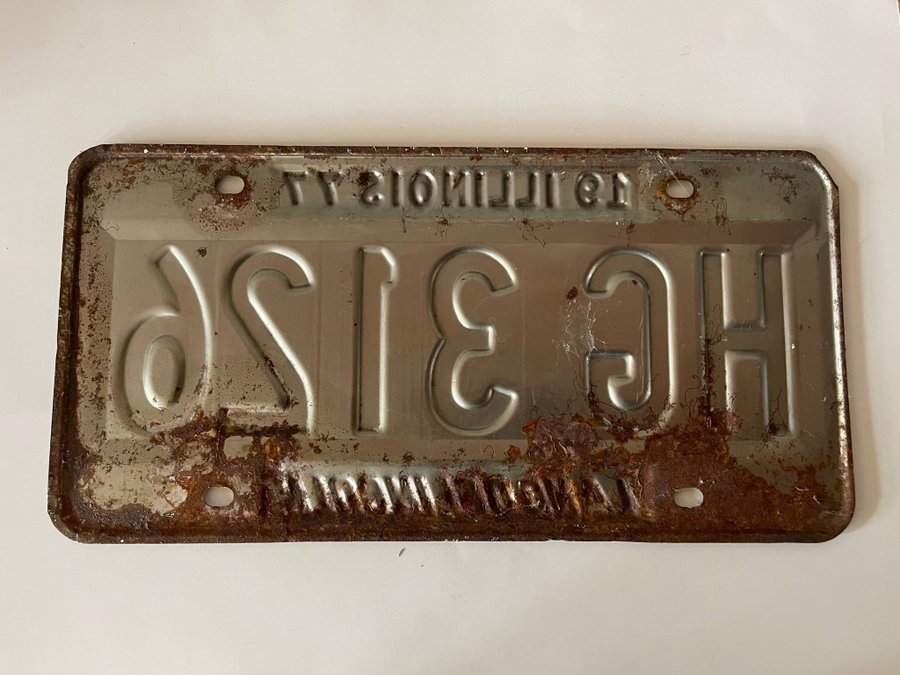 19 ILLINOIS 77
HG 3126
LAND OF LINCOLN